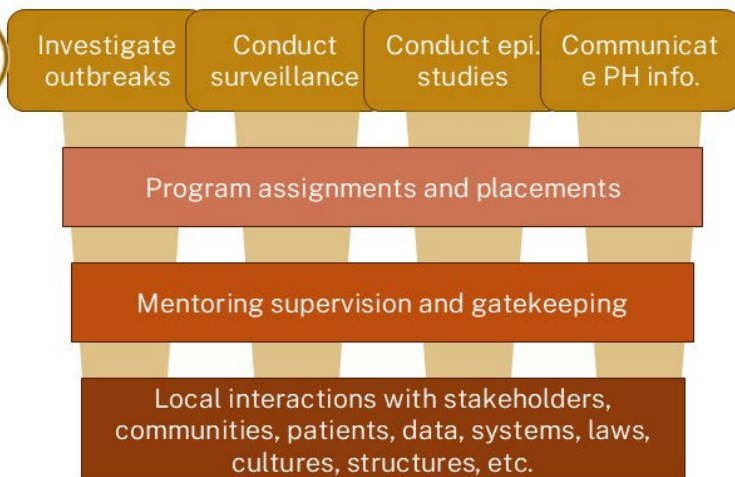 Investigate
outbreaks
Conduct
surveillance
Conduct epi.
studies
Communicat
e PH info.
Program assignments and placements
Mentoring supervision and gatekeeping
Local interactions with stakeholders,
communities, patients, data, systems, laws,
cultures, structures, etc.